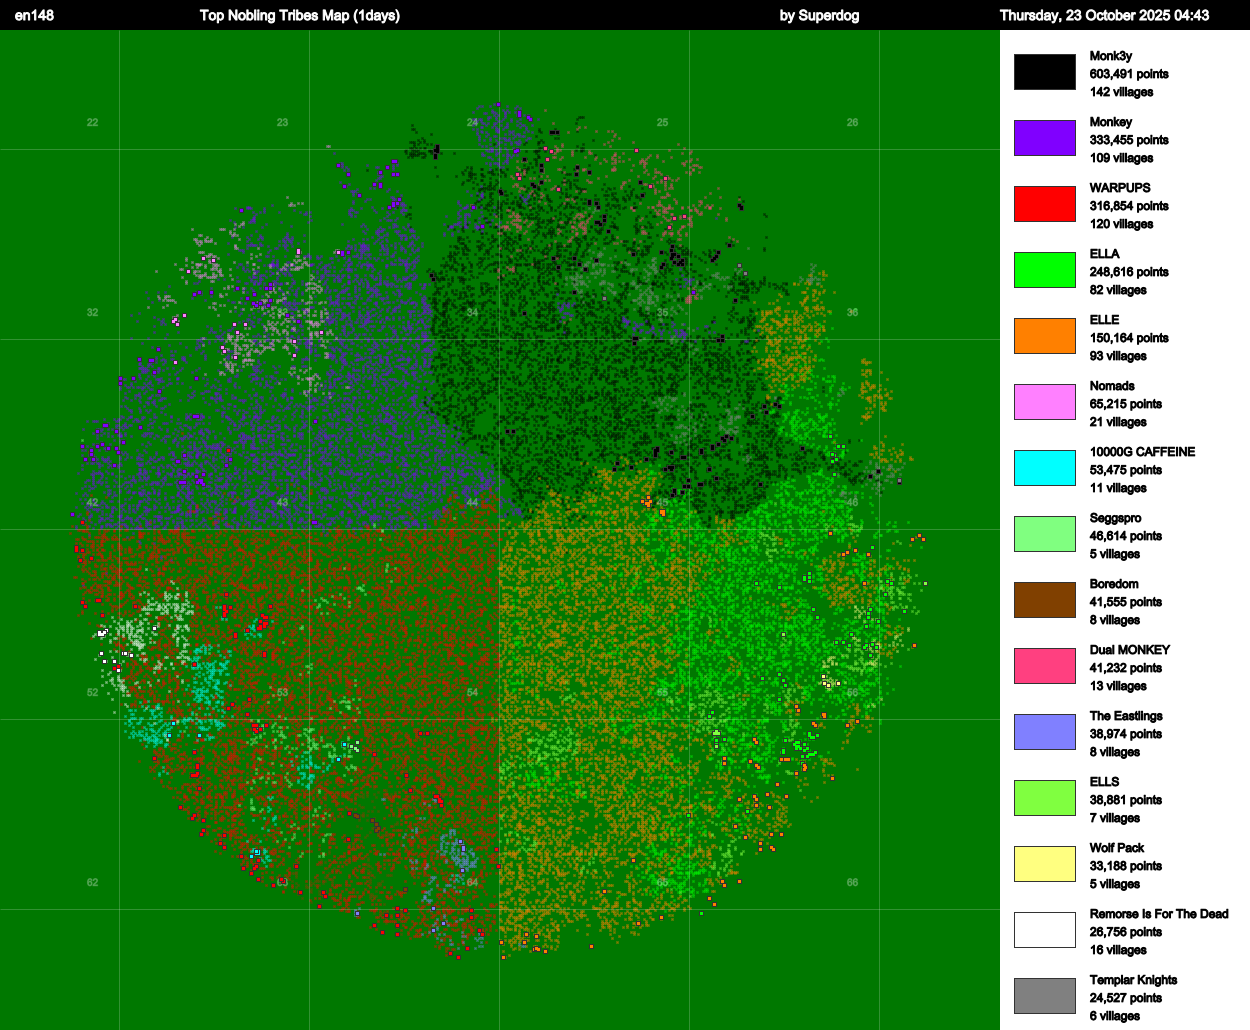 en148 Top Nobling Tribes Map (1days) by Superdog Thursday, 23 October 2025 04:43
22 23 24 25 26
32 33 34 35 36
42 43 44 45 46
52 53 54 55 56
62 63 64 65 66
Monk3y
603,491 points
142 villages
Monkey
333,455 points
109 villages
WARPUPS
316,854 points
120 villages
ELLA
248,616 points
82 villages
ELLE
150,164 points
93 villages
Nomads
65,215 points
21 villages
10000G CAFFEINE
53,475 points
11 villages
Seggspro
46,614 points
5 villages
Boredom
41,555 points
8 villages
Dual MONKEY
41,232 points
13 villages
The Eastlings
38,974 points
8 villages
ELLS
38,881 points
7 villages
Wolf Pack
33,188 points
5 villages
Remorse Is For The Dead
26,756 points
16 villages
Templar Knights
24,527 points
6 villages